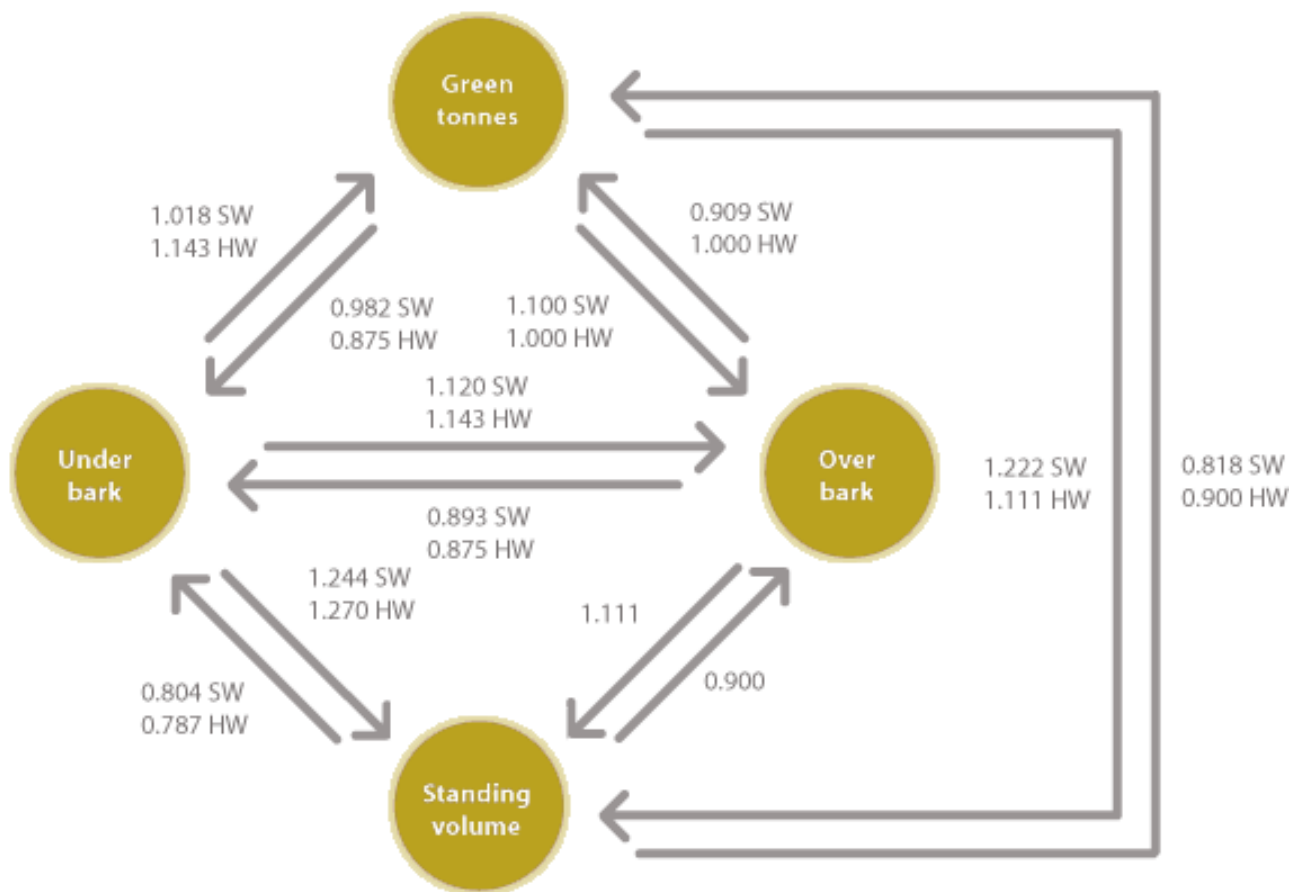 Green
tonnes
1.018 SW
1.143 HW
0.909 SW
1.000 HW
0.982 SW
0.875 HW
1.100 SW
1.000 HW
1.120 SW
1.143 HW
Under
bark
Over
bark
1.222 SW
1.111 HW
0.818 SW
0.900 HW
0.893 SW
0.875 HW
1.244 SW
1.270 HW
1.111
0.804 SW
0.787 HW
0.900
Standing
volume